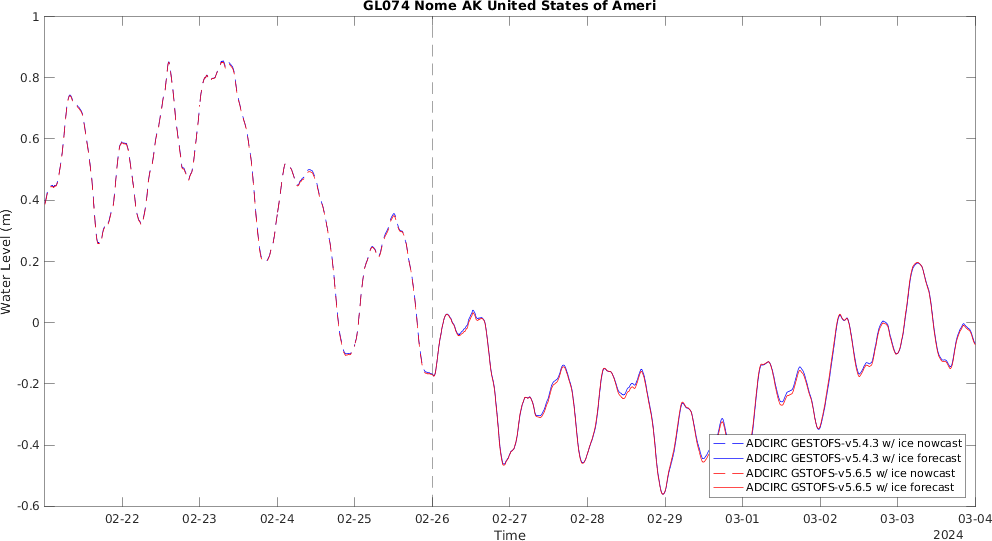 GL074 Nome AK United States of Ameri
1
0.8
0.6
0.4
0.2
0
-0.2
-0.4
-0.6
Water Level (m)
ADCIRC GESTOFS-v5.4.3 w/ ice nowcast
ADCIRC GESTOFS-v5.4.3 w/ ice forecast
ADCIRC GSTOFS-v5.6.5 w/ ice nowcast
ADCIRC GSTOFS-v5.6.5 w/ ice forecast
02-22 02-23 02-24 02-25 02-26 02-27 02-28 02-29 03-01 03-02 03-03 03-04
Time
2024